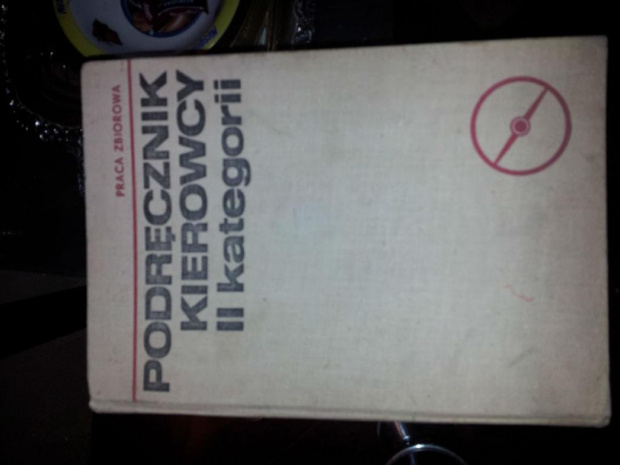 PRACA ZBIOROWA
PODRĘCZNIK
KIEROWCY
II kategorii